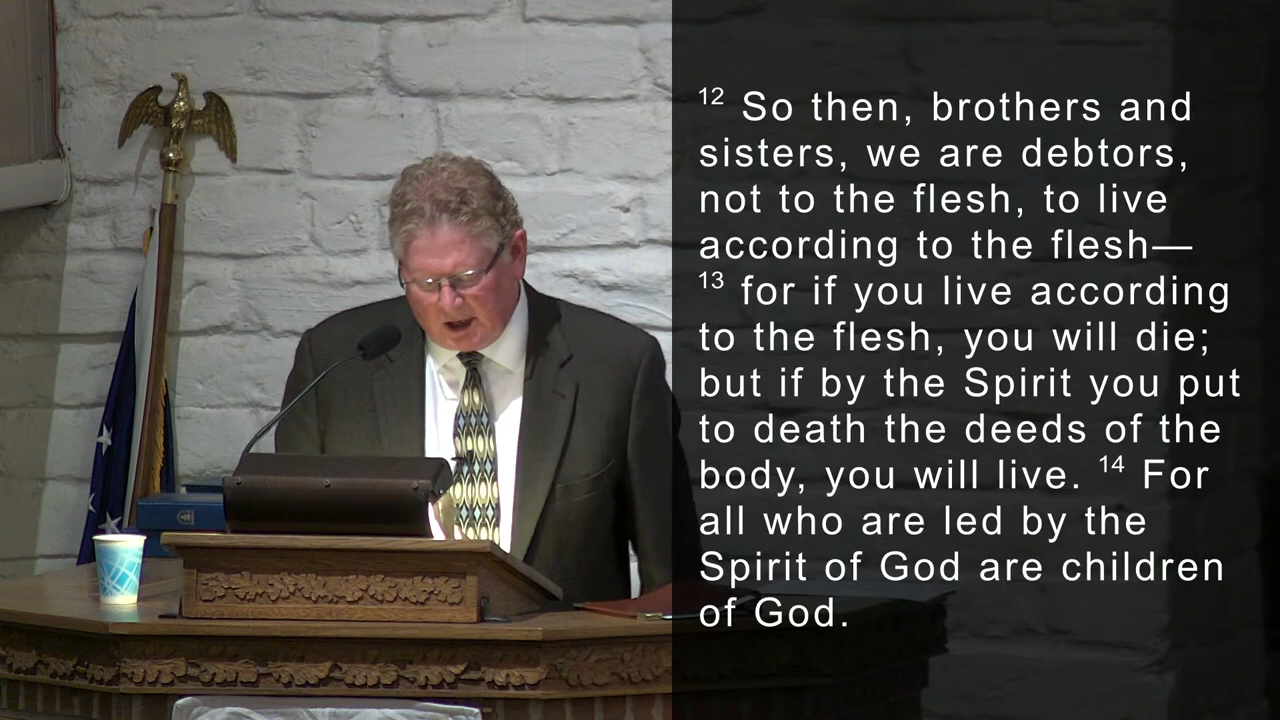 12 So then, brothers and
sisters, we are debtors,
not to the flesh, to live
according to the flesh—
13 for if you live according
to the flesh, you will die;
but if by the Spirit you put
to death the deeds of the
body, you will live. 14 For
all who are led by the
Spirit of God are children
of God.